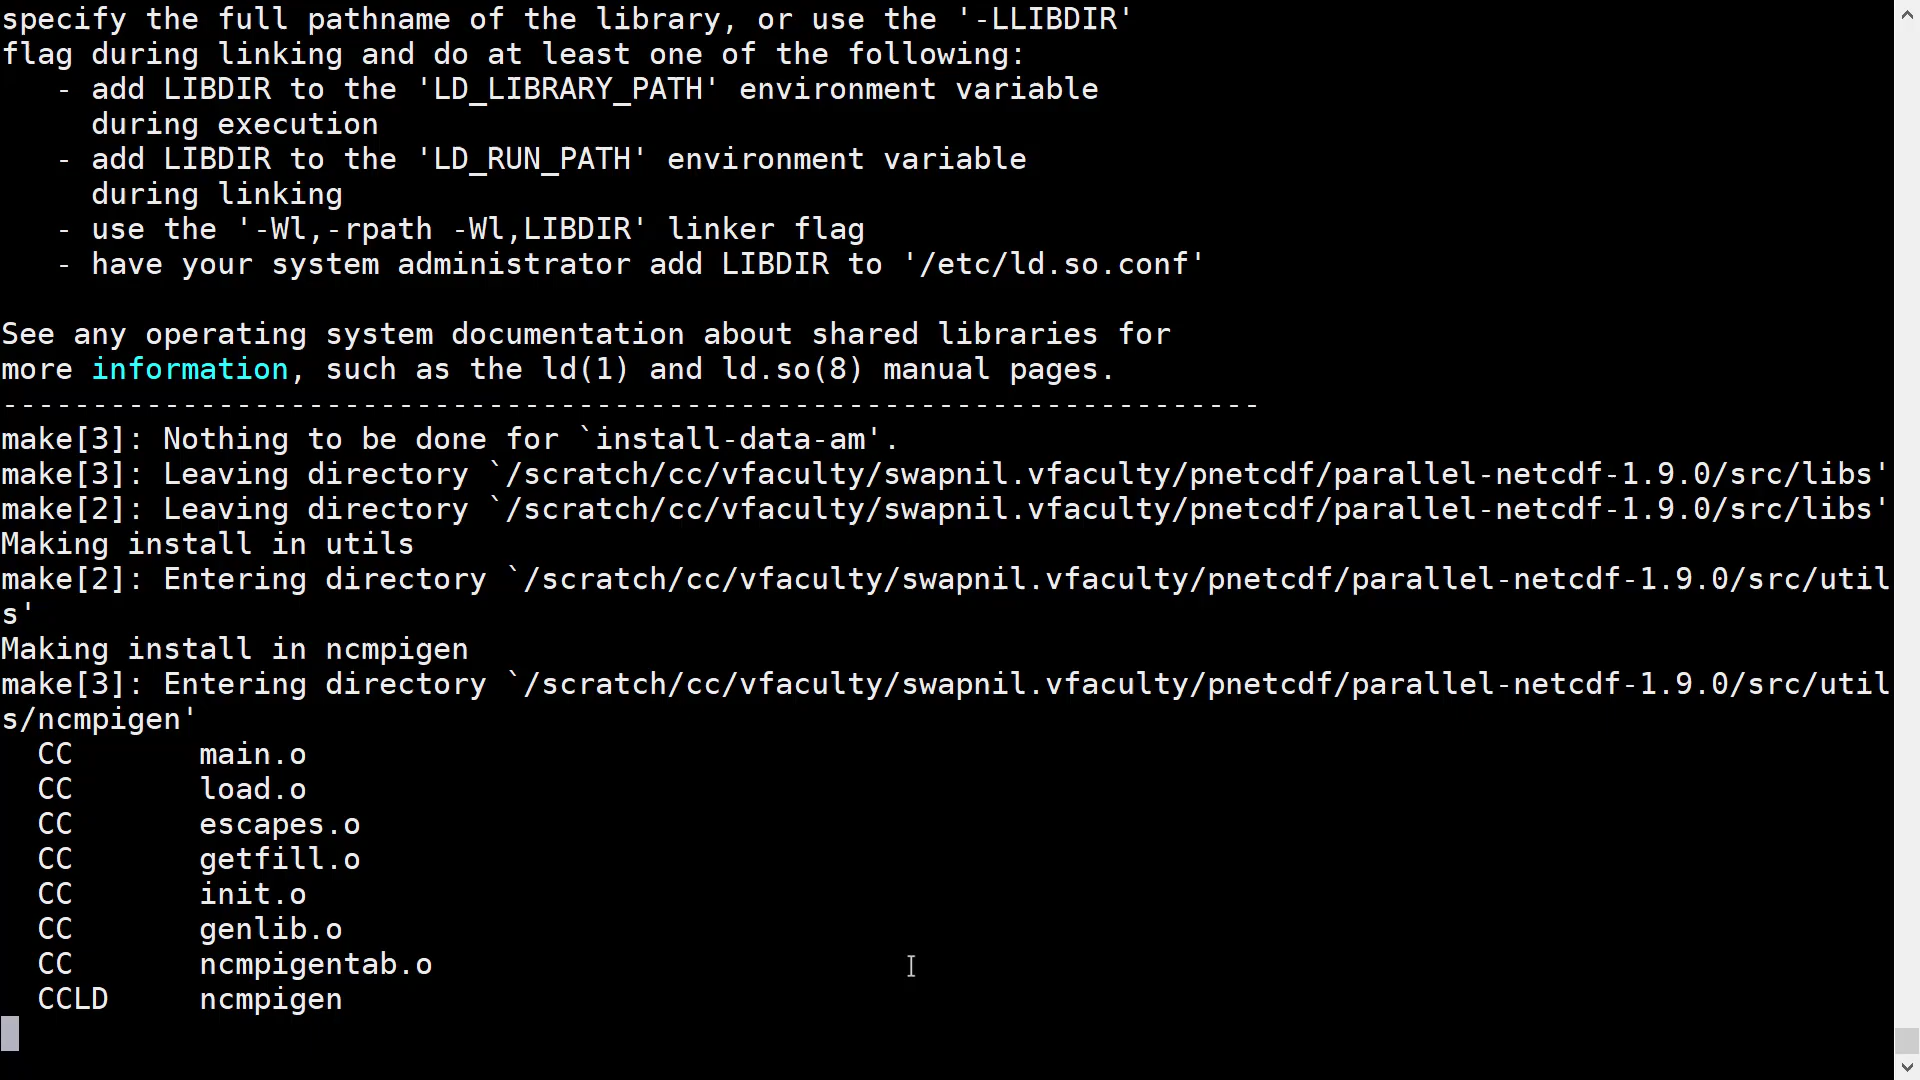 specify the full pathname of the library, or use the '-LLIBDIR'
flag during linking and do at least one of the following:
   - add LIBDIR to the 'LD_LIBRARY_PATH' environment variable
     during execution
   - add LIBDIR to the 'LD_RUN_PATH' environment variable
     during linking
   - use the '-Wl,-rpath -Wl,LIBDIR' linker flag
   - have your system administrator add LIBDIR to '/etc/ld.so.conf'

See any operating system documentation about shared libraries for
more information, such as the ld(1) and ld.so(8) manual pages.
----------------------------------------------------------------------
make[3]: Nothing to be done for `install-data-am'.
make[3]: Leaving directory `/scratch/cc/vfaculty/swapnil.vfaculty/pnetcdf/parallel-netcdf-1.9.0/src/libs'
make[2]: Leaving directory `/scratch/cc/vfaculty/swapnil.vfaculty/pnetcdf/parallel-netcdf-1.9.0/src/libs'
Making install in utils
make[2]: Entering directory `/scratch/cc/vfaculty/swapnil.vfaculty/pnetcdf/parallel-netcdf-1.9.0/src/util
s'
Making install in ncmpigen
make[3]: Entering directory `/scratch/cc/vfaculty/swapnil.vfaculty/pnetcdf/parallel-netcdf-1.9.0/src/util
s/ncmpigen'
  CC       main.o
  CC       load.o
  CC       escapes.o
  CC       getfill.o
  CC       init.o
  CC       genlib.o
  CC       ncmpigentab.o
  CCLD     ncmpigen